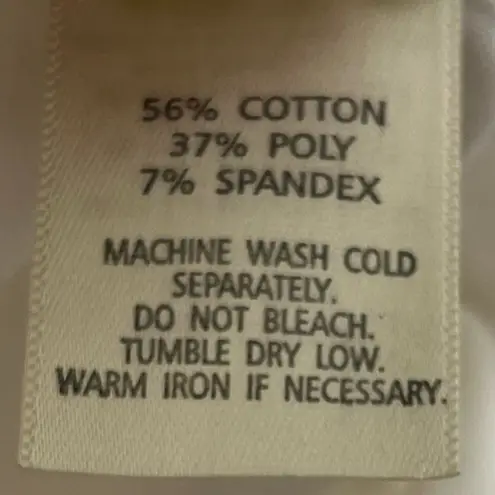 56% COTTON
37% POLY
7% SPANDEX
MACHINE WASH COLD
SEPARATELY.
DO NOT BLEACH.
TUMBLE DRY LOW.
WARM IRON IF NECESSARY.